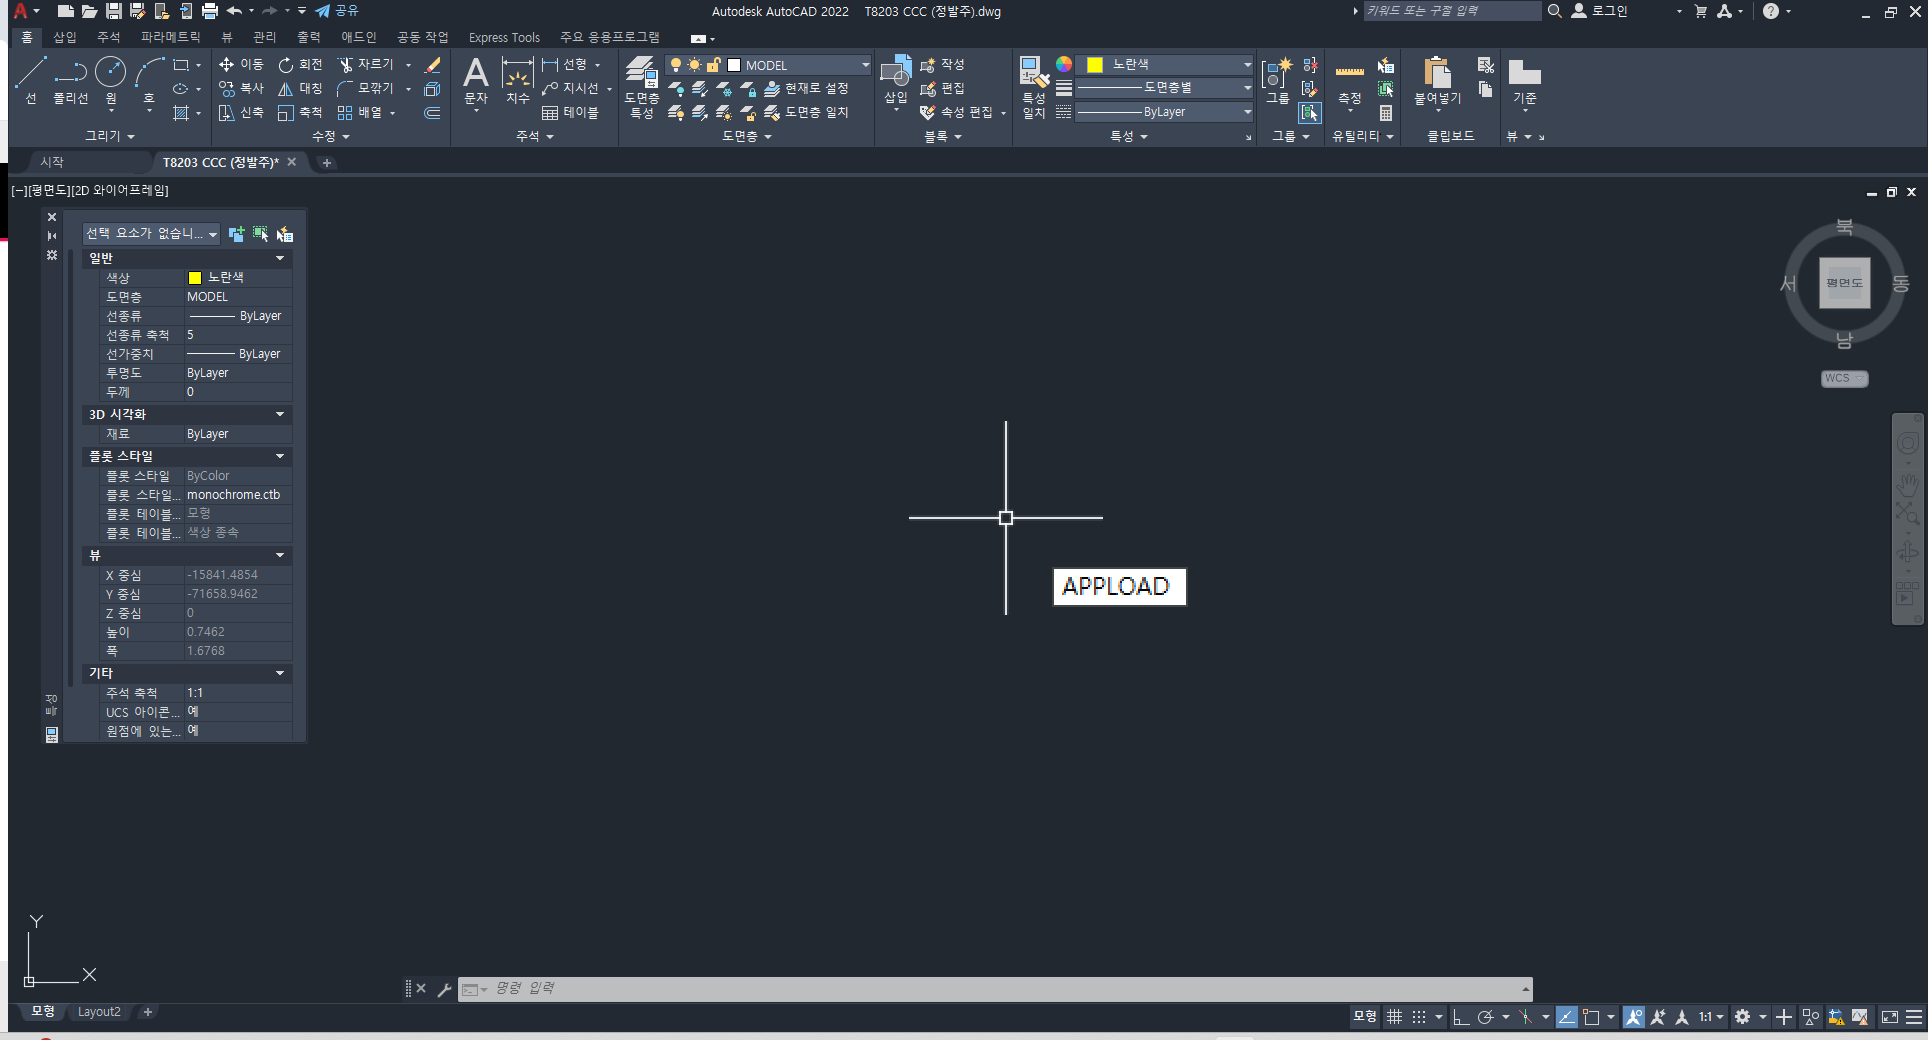 공유
Autodesk AutoCAD 2022 T8203 CCC (정발주).dwg
키워드 또는 구절 입력
로그인
홈 삽입 주석 파라메트릭 뷰 관리 출력 애드인 공동 작업 Express Tools 주요 응용프로그램
선 폴리선 원 호
이동 회전 자르기
복사 대칭 모깎기
신축 축척 배열
문자 치수
선형
지시선
테이블
도면층
특성
MODEL
현재로 설정
도면층 일치
삽입
작성
편집
속성 편집
특성
일치
노란색
도면층별
ByLayer
그룹
측정
붙여넣기
기준
그리기 수정 주석 도면층 블록 특성 그룹 유틸리티 클립보드 뷰
시작 T8203 CCC (정발주)*
[−][평면도][2D 와이어프레임]
선택 요소가 없습니...
일반
색상 노란색
도면층 MODEL
선종류 ByLayer
선종류 축척 5
선가중치 ByLayer
투명도 ByLayer
두께 0
3D 시각화
재료 ByLayer
플롯 스타일
플롯 스타일 ByColor
플롯 스타일... monochrome.ctb
플롯 테이블... 모형
플롯 테이블... 색상 종속
뷰
X 중심 -15841.4854
Y 중심 -71658.9462
Z 중심 0
높이 0.7462
폭 1.6768
기타
주석 축척 1:1
UCS 아이콘... 예
원점에 있는... 예
특성
북
서 평면도 동
남
WCS
APPLOAD
Y
X
명령 입력
모형 Layout2
모형
1:1